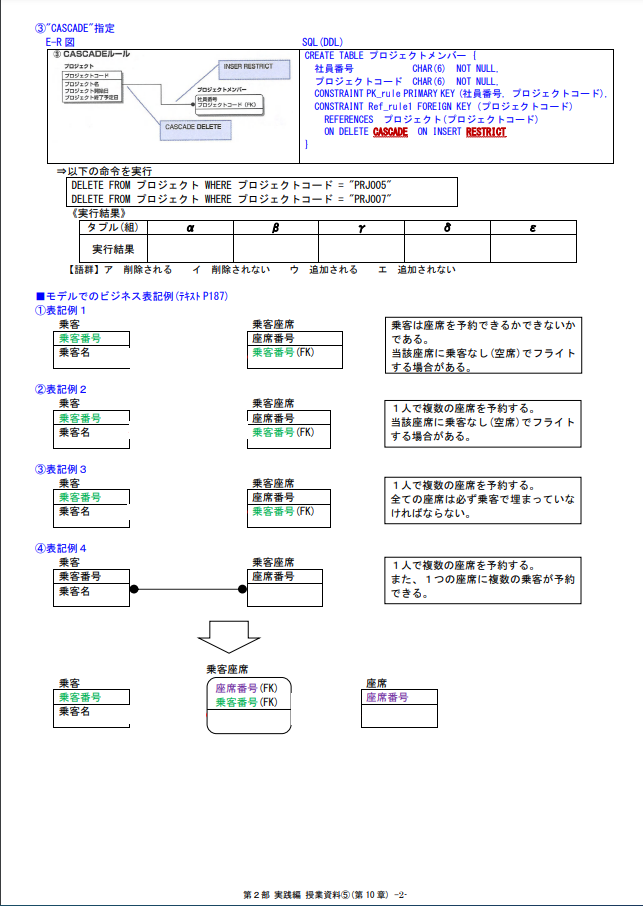 ③"CASCADE"指定
E-R図
SQL(DDL)
③ CASCADEルール
プロジェクト
プロジェクトコード
プロジェクト名
プロジェクト開始日
プロジェクト終了予定日
INSER RESTRICT
プロジェクトメンバー
社員番号
プロジェクトコード (FK)
CASCADE DELETE
CREATE TABLE プロジェクトメンバー {
社員番号 CHAR(6) NOT NULL,
プロジェクトコード CHAR(6) NOT NULL,
CONSTRAINT PK_rule PRIMARY KEY (社員番号, プロジェクトコード),
CONSTRAINT Ref_rule1 FOREIGN KEY (プロジェクトコード)
REFERENCES プロジェクト(プロジェクトコード)
ON DELETE CASCADE ON INSERT RESTRICT
}
⇒以下の命令を実行
DELETE FROM プロジェクト WHERE プロジェクトコード = "PRJ005"
DELETE FROM プロジェクト WHERE プロジェクトコード = "PRJ007"
《実行結果》
タプル(組) α β γ δ ε
実行結果
【語群】ア 削除される イ 削除されない ウ 追加される エ 追加されない
■モデルでのビジネス表記例(テキストP187)
①表記例1
乗客
乗客番号
乗客名
乗客座席
座席番号
乗客番号(FK)
乗客は座席を予約できるかできないか
である。
当該座席に乗客なし(空席)でフライト
する場合がある。
②表記例2
乗客
乗客番号
乗客名
乗客座席
座席番号
乗客番号(FK)
1人で複数の座席を予約する。
当該座席に乗客なし(空席)でフライト
する場合がある。
③表記例3
乗客
乗客番号
乗客名
乗客座席
座席番号
乗客番号(FK)
1人で複数の座席を予約する。
全ての座席は必ず乗客で埋まっていな
ければならない。
④表記例4
乗客
乗客番号
乗客名
乗客座席
座席番号
1人で複数の座席を予約する。
また、1つの座席に複数の乗客が予約
できる。
乗客
乗客番号
乗客名
乗客座席
座席番号(FK)
乗客番号(FK)
座席
座席番号
第2部 実践編 授業資料⑤(第10章) -2-